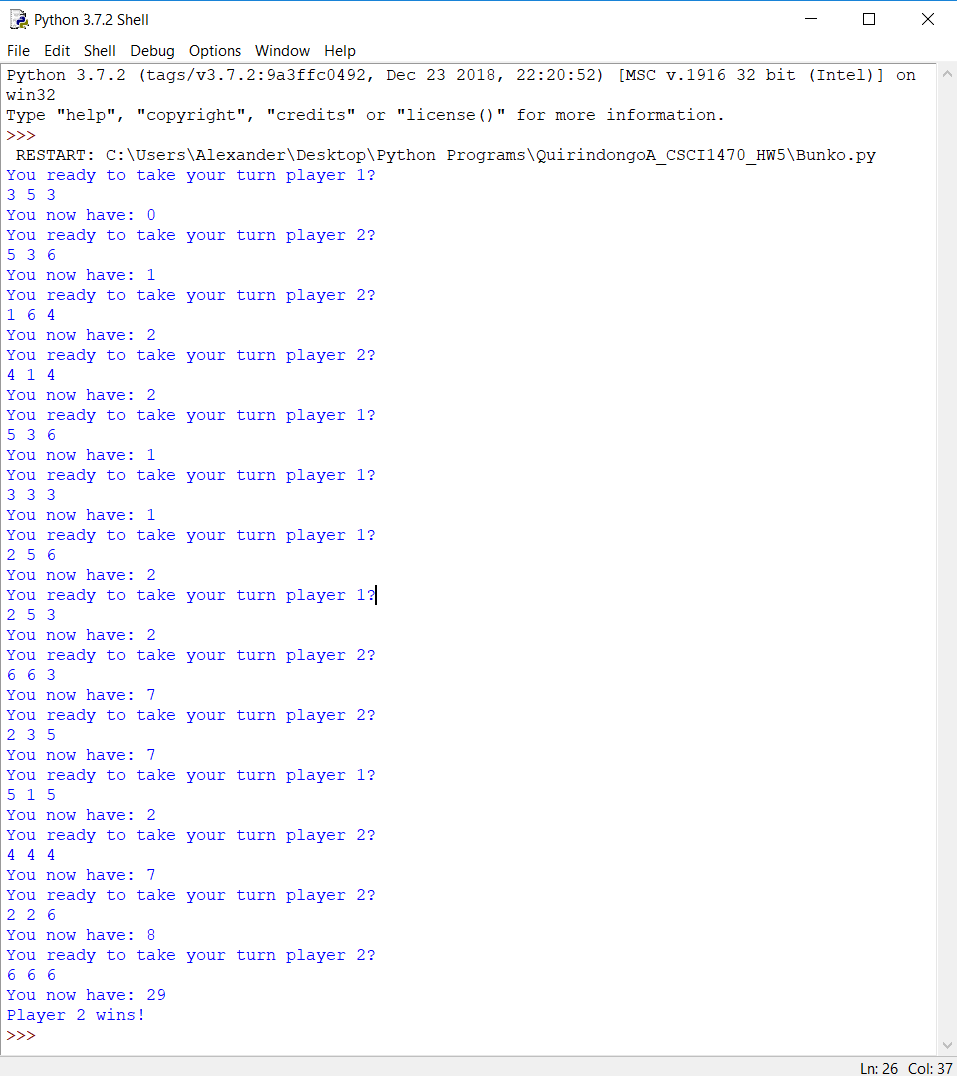 Python 3.7.2 Shell
File Edit Shell Debug Options Window Help
Python 3.7.2 (tags/v3.7.2:9a3ffc0492, Dec 23 2018, 22:20:52) [MSC v.1916 32 bit (Intel)] on
win32
Type "help", "copyright", "credits" or "license()" for more information.
>>>
RESTART: C:\Users\Alexander\Desktop\Python Programs\QuirindongoA_CSCI1470_HW5\Bunko.py
You ready to take your turn player 1?
3 5 3
You now have: 0
You ready to take your turn player 2?
5 3 6
You now have: 1
You ready to take your turn player 2?
1 6 4
You now have: 2
You ready to take your turn player 2?
4 1 4
You now have: 2
You ready to take your turn player 1?
5 3 6
You now have: 1
You ready to take your turn player 1?
3 3 3
You now have: 1
You ready to take your turn player 1?
2 5 6
You now have: 2
You ready to take your turn player 1?
2 5 3
You now have: 2
You ready to take your turn player 2?
6 6 3
You now have: 7
You ready to take your turn player 2?
2 3 5
You now have: 7
You ready to take your turn player 1?
5 1 5
You now have: 2
You ready to take your turn player 2?
4 4 4
You now have: 7
You ready to take your turn player 2?
2 2 6
You now have: 8
You ready to take your turn player 2?
6 6 6
You now have: 29
Player 2 wins!
>>>
Ln: 26 Col: 37